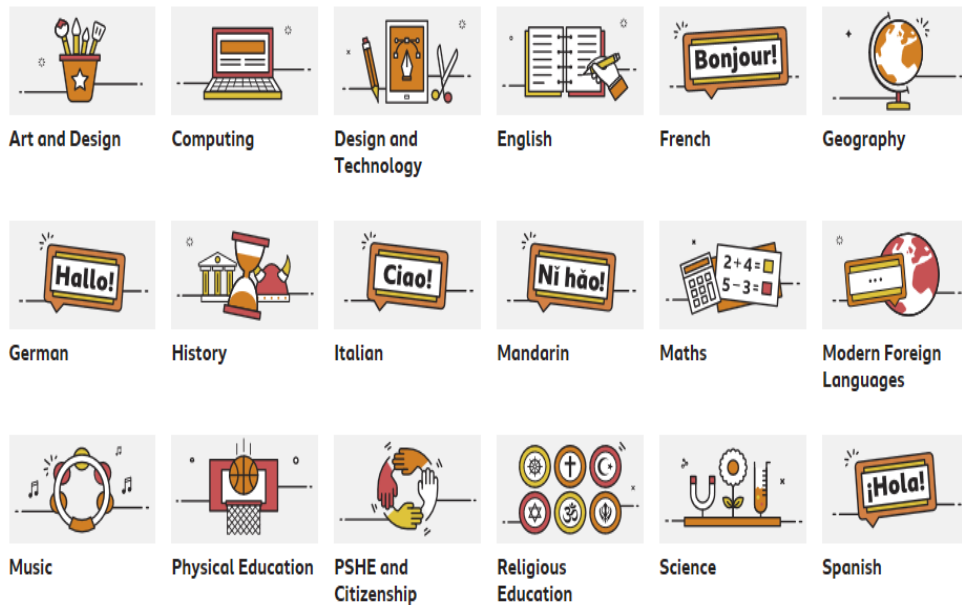 Bonjour!
Art and Design
Computing
Design and
Technology
English
French
Geography
Hallo!
Ciao!
Nǐ hǎo!
2+4=
5-3=
...
German
History
Italian
Mandarin
Maths
Modern Foreign
Languages
¡Hola!
Music
Physical Education
PSHE and
Citizenship
Religious
Education
Science
Spanish